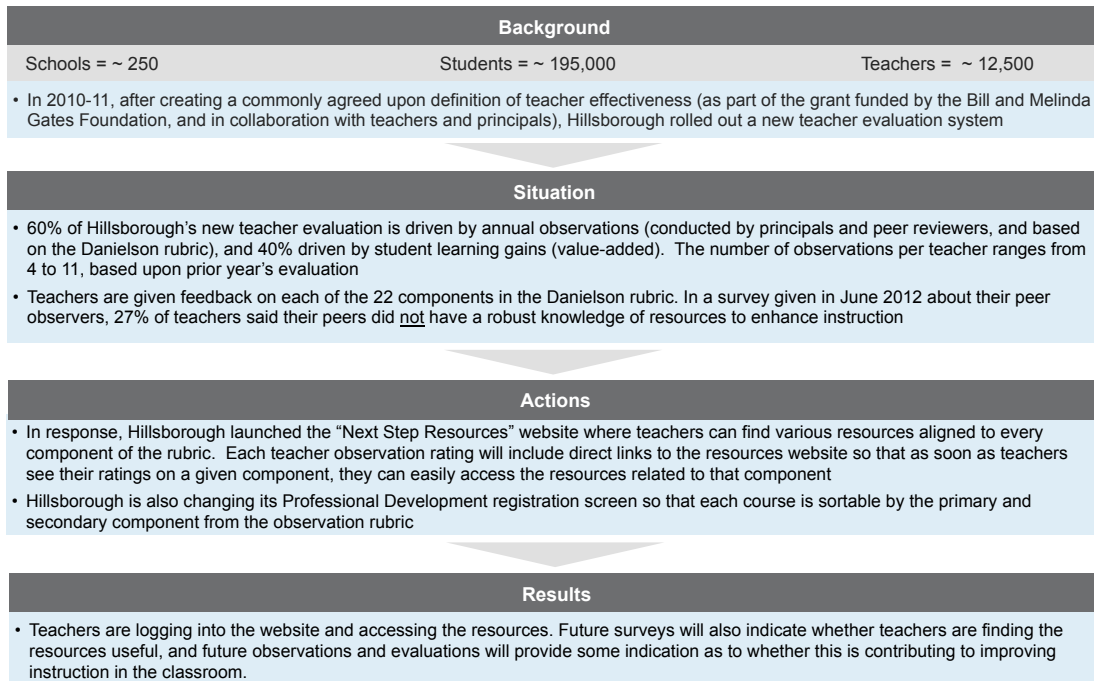 Background
Schools = ~ 250 Students = ~ 195,000 Teachers = ~ 12,500
• In 2010-11, after creating a commonly agreed upon definition of teacher effectiveness (as part of the grant funded by the Bill and Melinda
Gates Foundation, and in collaboration with teachers and principals), Hillsborough rolled out a new teacher evaluation system
Situation
• 60% of Hillsborough's new teacher evaluation is driven by annual observations (conducted by principals and peer reviewers, and based
on the Danielson rubric), and 40% driven by student learning gains (value-added). The number of observations per teacher ranges from
4 to 11, based upon prior year's evaluation
• Teachers are given feedback on each of the 22 components in the Danielson rubric. In a survey given in June 2012 about their peer
observers, 27% of teachers said their peers did not have a robust knowledge of resources to enhance instruction
Actions
• In response, Hillsborough launched the “Next Step Resources” website where teachers can find various resources aligned to every
component of the rubric. Each teacher observation rating will include direct links to the resources website so that as soon as teachers
see their ratings on a given component, they can easily access the resources related to that component
• Hillsborough is also changing its Professional Development registration screen so that each course is sortable by the primary and
secondary component from the observation rubric
Results
• Teachers are logging into the website and accessing the resources. Future surveys will also indicate whether teachers are finding the
resources useful, and future observations and evaluations will provide some indication as to whether this is contributing to improving
instruction in the classroom.